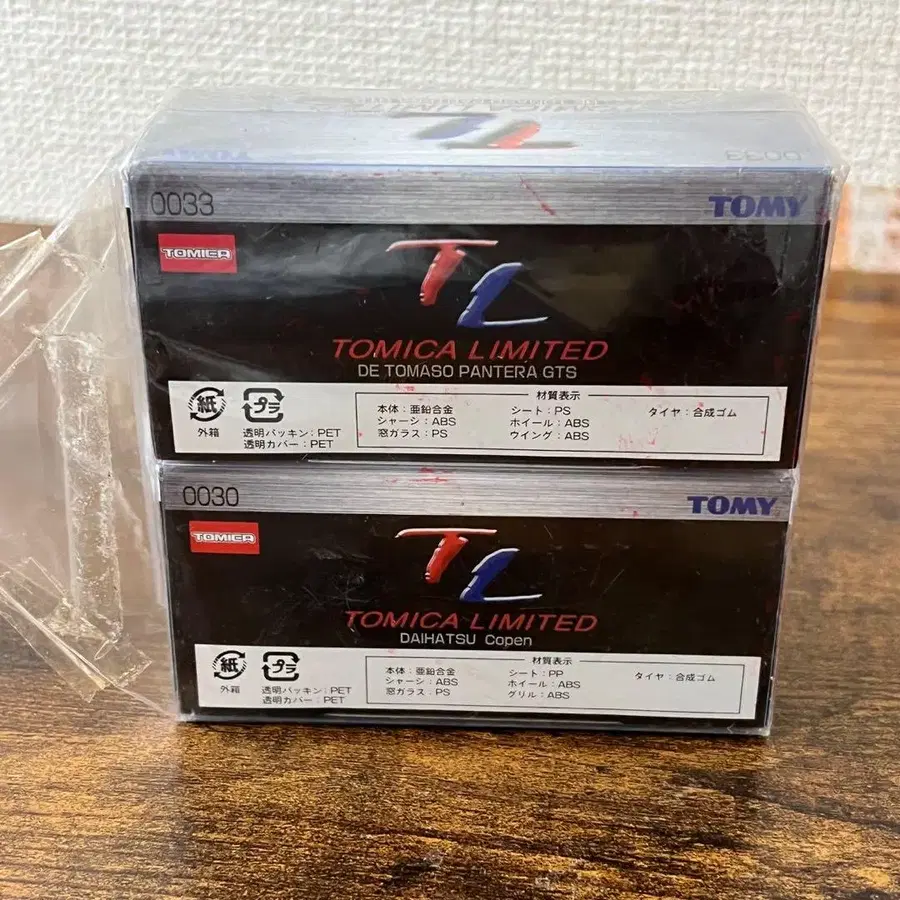 0033
TOMY
TOMICA
TL
TOMICA LIMITED
DE TOMASO PANTERA GTS
紙
外箱
プラ
透明パッキン:PET
透明カバー:PET
材質表示
本体:亜鉛合金
シャーシ:ABS
窓ガラス:PS
シート:PS
ホイール:ABS
ウイング:ABS
タイヤ:合成ゴム
0030
TOMY
TOMICA
TL
TOMICA LIMITED
DAIHATSU Copen
紙
外箱
プラ
透明パッキン:PET
透明カバー:PET
材質表示
本体:亜鉛合金
シャーシ:ABS
窓ガラス:PS
シート:PP
ホイール:ABS
グリル:ABS
タイヤ:合成ゴム